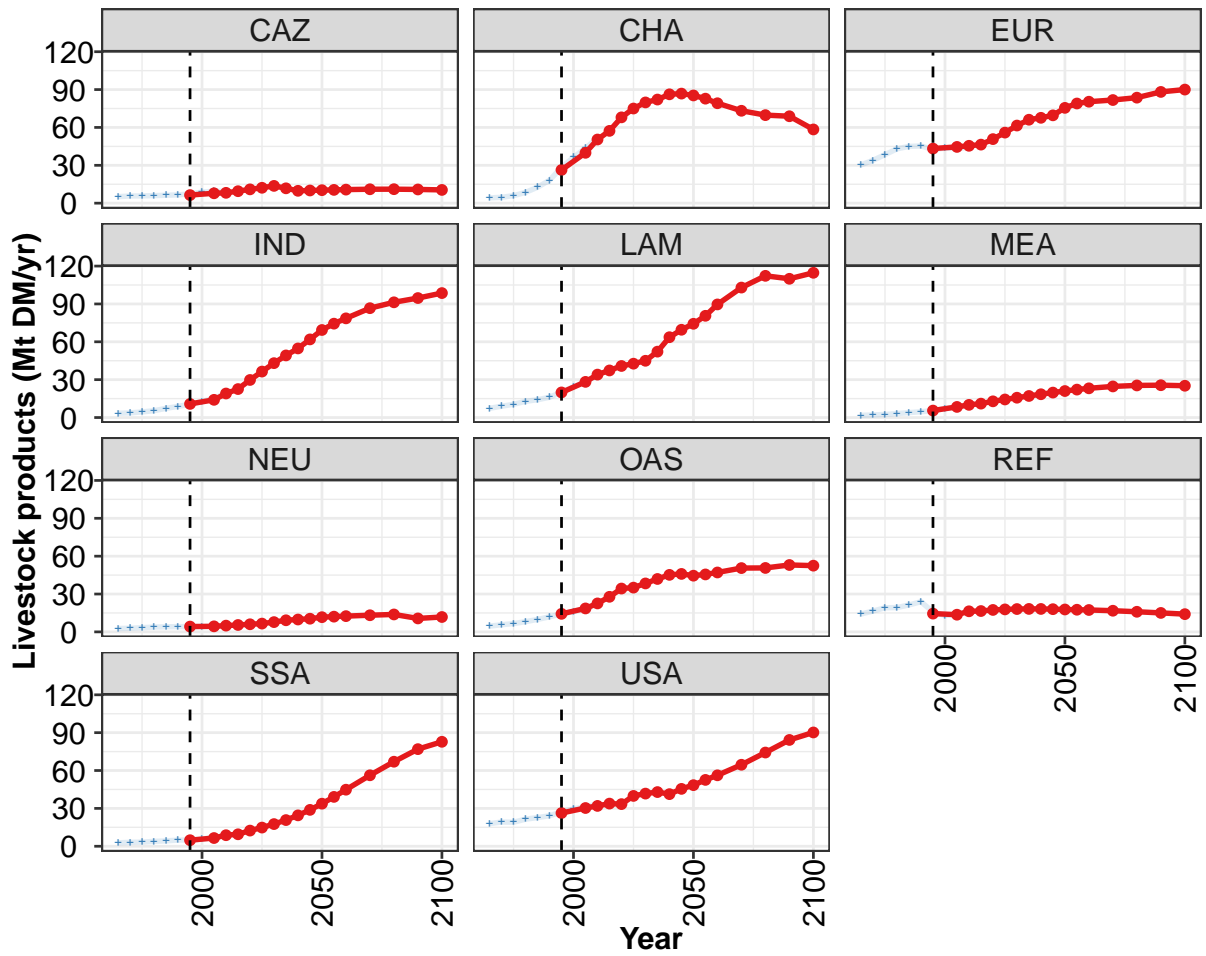 CAZ CHA EUR
120
90
60
30
0
IND LAM MEA
120
90
60
30
0
NEU OAS REF
120
90
60
30
0
SSA USA
120
90
60
30
0
2000 2050 2100 2000 2050 2100 2000 2050 2100
Year
Livestock products (Mt DM/yr)